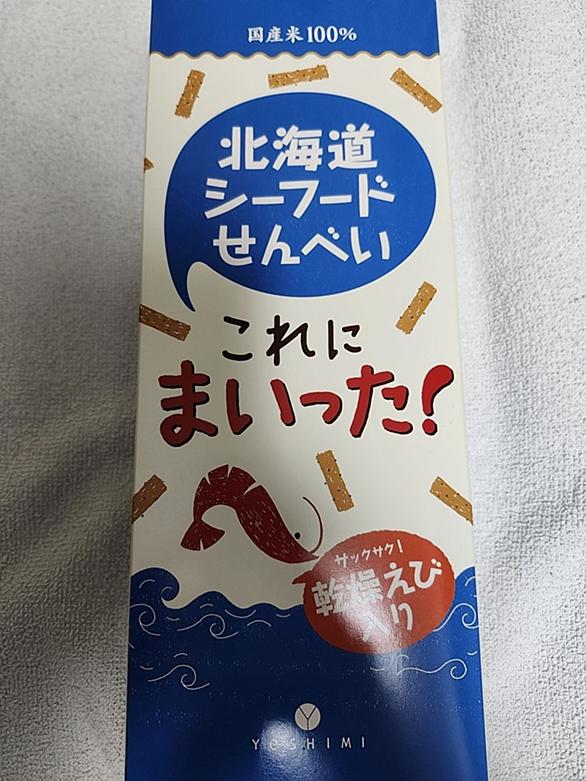 国産米100%
北海道
シーフード
せんべい
これに
まいった!
サックサク!
乾燥えび
入り
Y
YOSHIMI